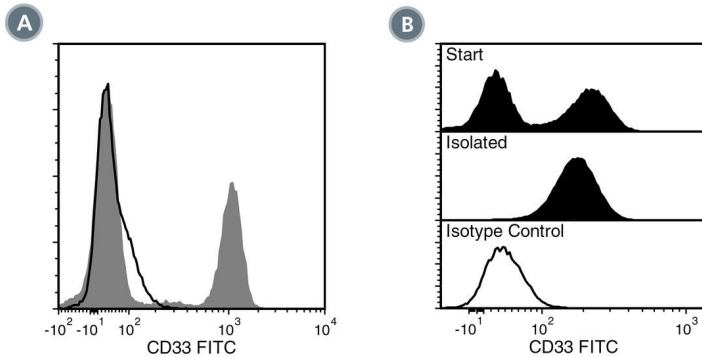 A
B
Start
Isolated
Isotype Control
-10² -10¹ 10² 10³ 10⁴
CD33 FITC
-10¹ 10² 10³
CD33 FITC